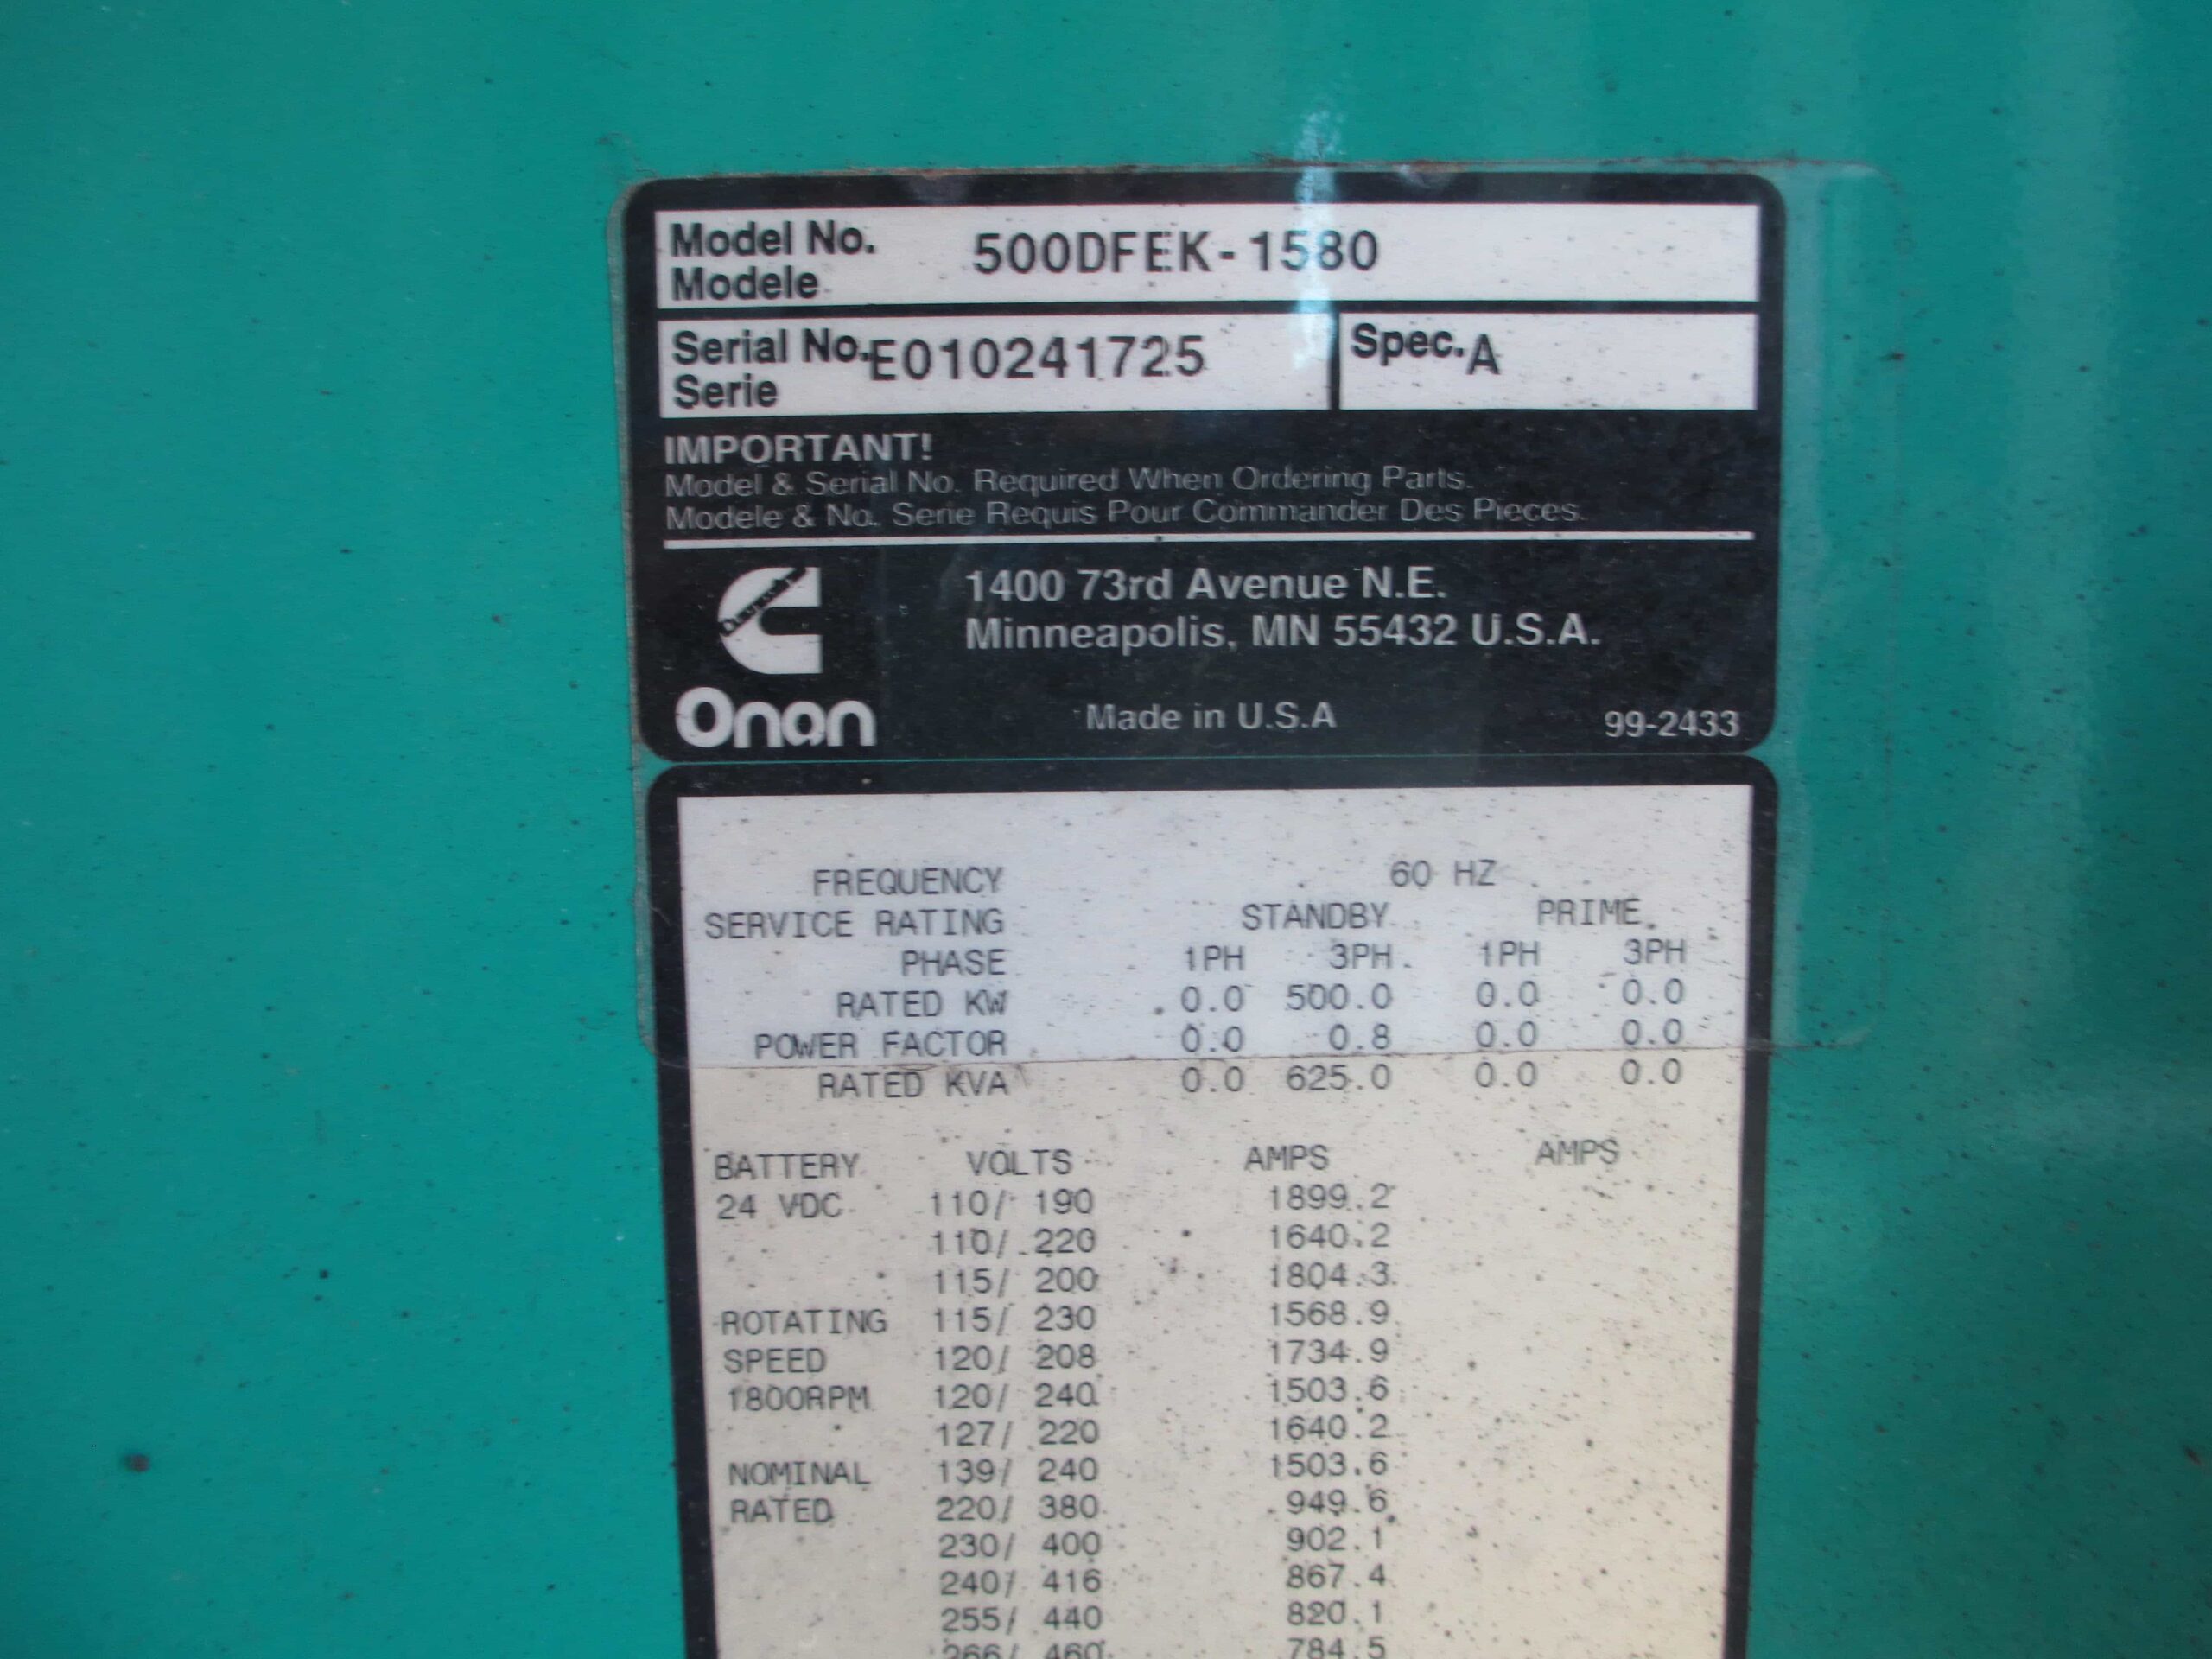 Model No. 500DFEK-1580
Modele
Serial No. E010241725 Spec. A
Serie
IMPORTANT!
Model & Serial No. Required When Ordering Parts.
Modele & No. Serie Requis Pour Commander Des Pieces.
1400 73rd Avenue N.E.
Minneapolis, MN 55432 U.S.A.
Onan Made in U.S.A 99-2433
FREQUENCY 60 HZ
SERVICE RATING STANDBY PRIME
PHASE 1PH 3PH 1PH 3PH
RATED KW 0.0 500.0 0.0 0.0
POWER FACTOR 0.0 0.8 0.0 0.0
RATED KVA 0.0 625.0 0.0 0.0
BATTERY VOLTS AMPS AMPS
24 VDC 110/ 190 1899.2
110/ 220 1640.2
115/ 200 1804.3
ROTATING 115/ 230 1568.9
SPEED 120/ 208 1734.9
1800RPM 120/ 240 1503.6
127/ 220 1640.2
NOMINAL 139/ 240 1503.6
RATED 220/ 380 949.6
230/ 400 902.1
240/ 416 867.4
255/ 440 820.1
266/ 460 784.5